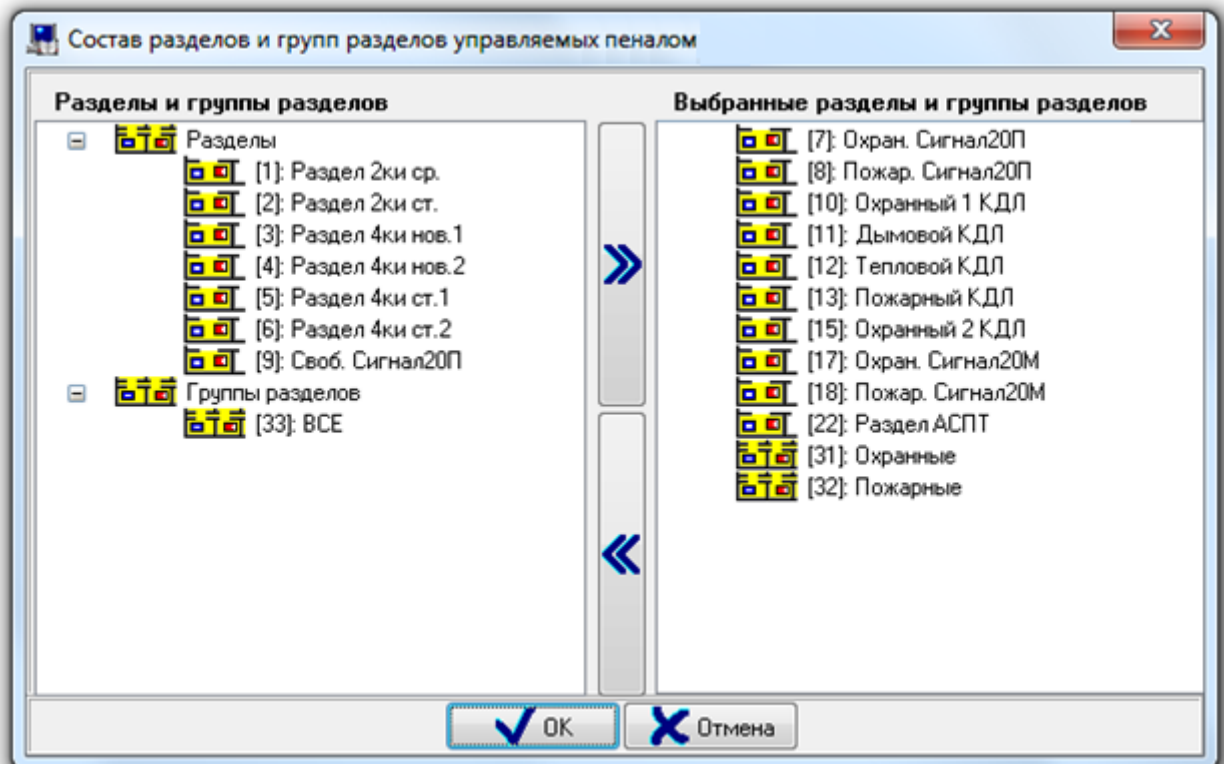 Состав разделов и групп разделов управляемых пеналом
Разделы и группы разделов
Разделы
[1]: Раздел 2ки ср.
[2]: Раздел 2ки ст.
[3]: Раздел 4ки нов.1
[4]: Раздел 4ки нов.2
[5]: Раздел 4ки ст.1
[6]: Раздел 4ки ст.2
[9]: Своб. Сигнал20П
Группы разделов
[33]: ВСЕ
Выбранные разделы и группы разделов
[7]: Охран. Сигнал20П
[8]: Пожар. Сигнал20П
[10]: Охранный 1 КДЛ
[11]: Дымовой КДЛ
[12]: Тепловой КДЛ
[13]: Пожарный КДЛ
[15]: Охранный 2 КДЛ
[17]: Охран. Сигнал20М
[18]: Пожар. Сигнал20М
[22]: Раздел АСПТ
[31]: Охранные
[32]: Пожарные
OK
Отмена